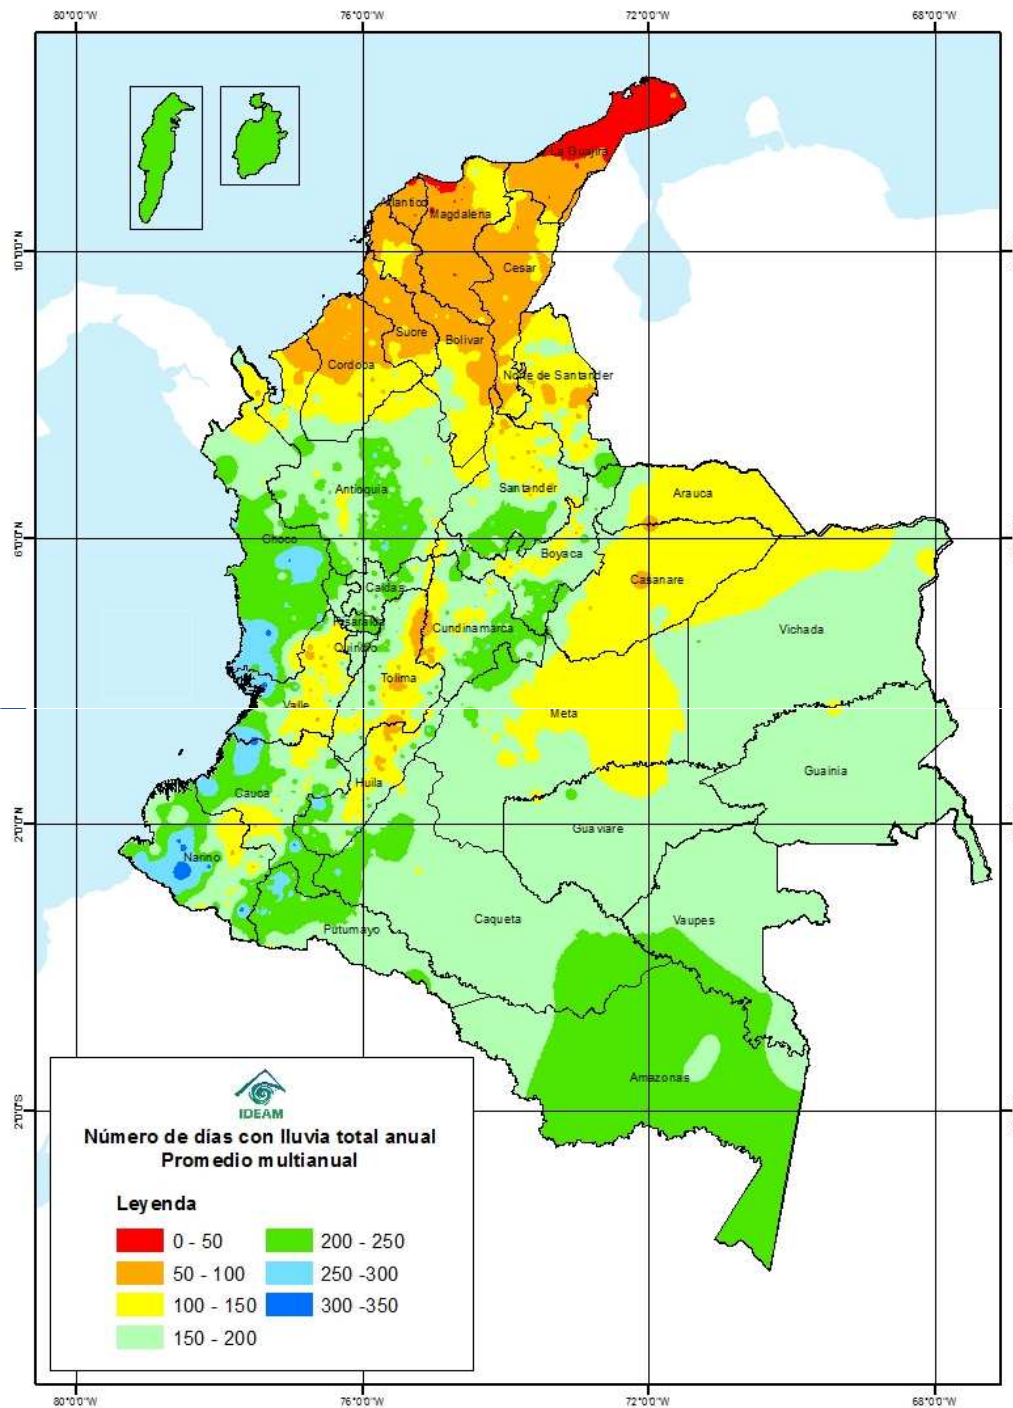 80°0'0"W 76°0'0"W 72°0'0"W 68°0'0"W
La Guajira
Magdalena
10°0'0"N
Cesar
Sucre
Bolivar
Cordoba
Norte de Santander
Antioquia
Santander
Arauca
6°0'0"N
Choco
Boyaca
Casanare
Caldas
Risaralda
Cundinamarca
Vichada
Quindio
Tolima
Valle
Meta
Guainia
Huila
Cauca
2°0'0"N
Guaviare
Narino
Caqueta
Vaupes
Putumayo
Amazonas
2°0'0"S
IDEAM
Número de días con lluvia total anual
Promedio multianual
Leyenda
0 - 50
50 - 100
100 - 150
150 - 200
200 - 250
250 -300
300 -350
80°0'0"W 76°0'0"W 72°0'0"W 68°0'0"W